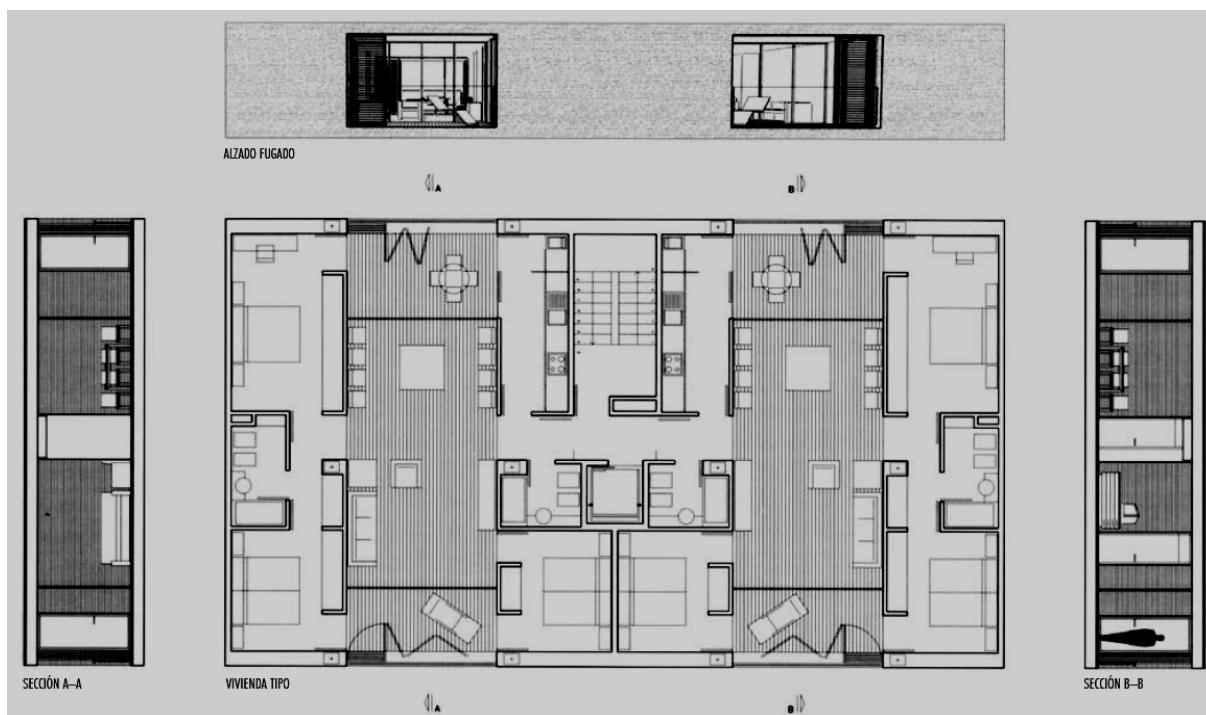 ALZADO FUGADO
A
B
SECCIÓN A–A
VIVIENDA TIPO
SECCIÓN B–B
A
B